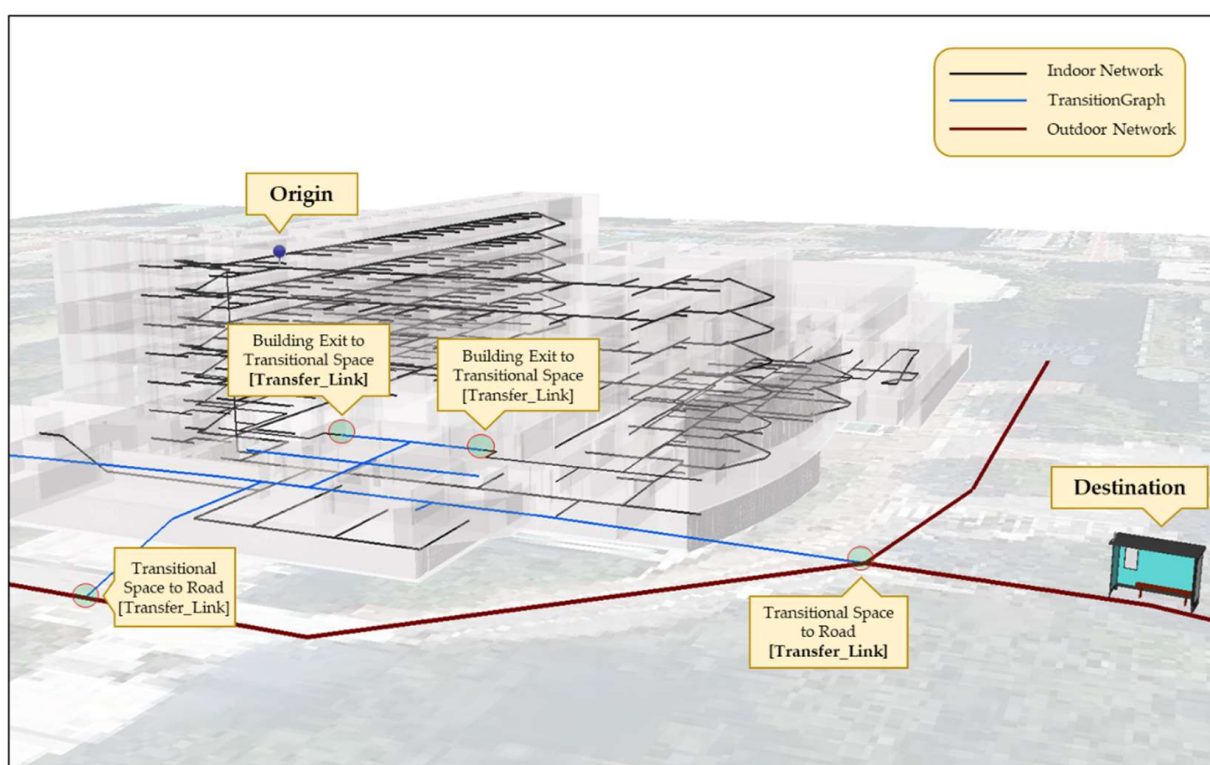 Indoor Network
TransitionGraph
Outdoor Network
Origin
Building Exit to
Transitional Space
[Transfer_Link]
Building Exit to
Transitional Space
[Transfer_Link]
Destination
Transitional
Space to Road
[Transfer_Link]
Transitional Space
to Road
[Transfer_Link]